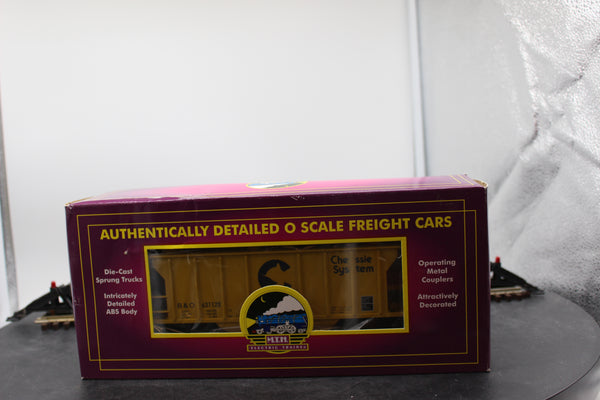 AUTHENTICALLY DETAILED O SCALE FREIGHT CARS
Die-Cast
Sprung Trucks
Intricately
Detailed
ABS Body
Chessie
System
B&O
Operating
Metal
Couplers
Attractively
Decorated
M.T.H.
ELECTRIC TRAINS